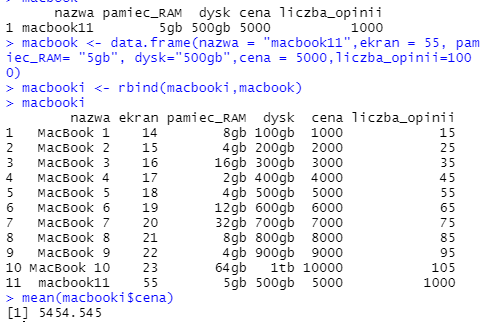 > macbook
nazwa pamiec_RAM dysk cena liczba_opinii
1 macbook11 5gb 500gb 5000 1000
> macbook <- data.frame(nazwa = "macbook11",ekran = 55, pam
iec_RAM= "5gb", dysk="500gb",cena = 5000,liczba_opinii=100
0)
> macbooki <- rbind(macbooki,macbook)
> macbooki
nazwa ekran pamiec_RAM dysk cena liczba_opinii
1 MacBook 1 14 8gb 100gb 1000 15
2 MacBook 2 15 4gb 200gb 2000 25
3 MacBook 3 16 16gb 300gb 3000 35
4 MacBook 4 17 2gb 400gb 4000 45
5 MacBook 5 18 4gb 500gb 5000 55
6 MacBook 6 19 12gb 600gb 6000 65
7 MacBook 7 20 32gb 700gb 7000 75
8 MacBook 8 21 8gb 800gb 8000 85
9 MacBook 9 22 4gb 900gb 9000 95
10 MacBook 10 23 64gb 1tb 10000 105
11 macbook11 55 5gb 500gb 5000 1000
> mean(macbooki$cena)
[1] 5454.545